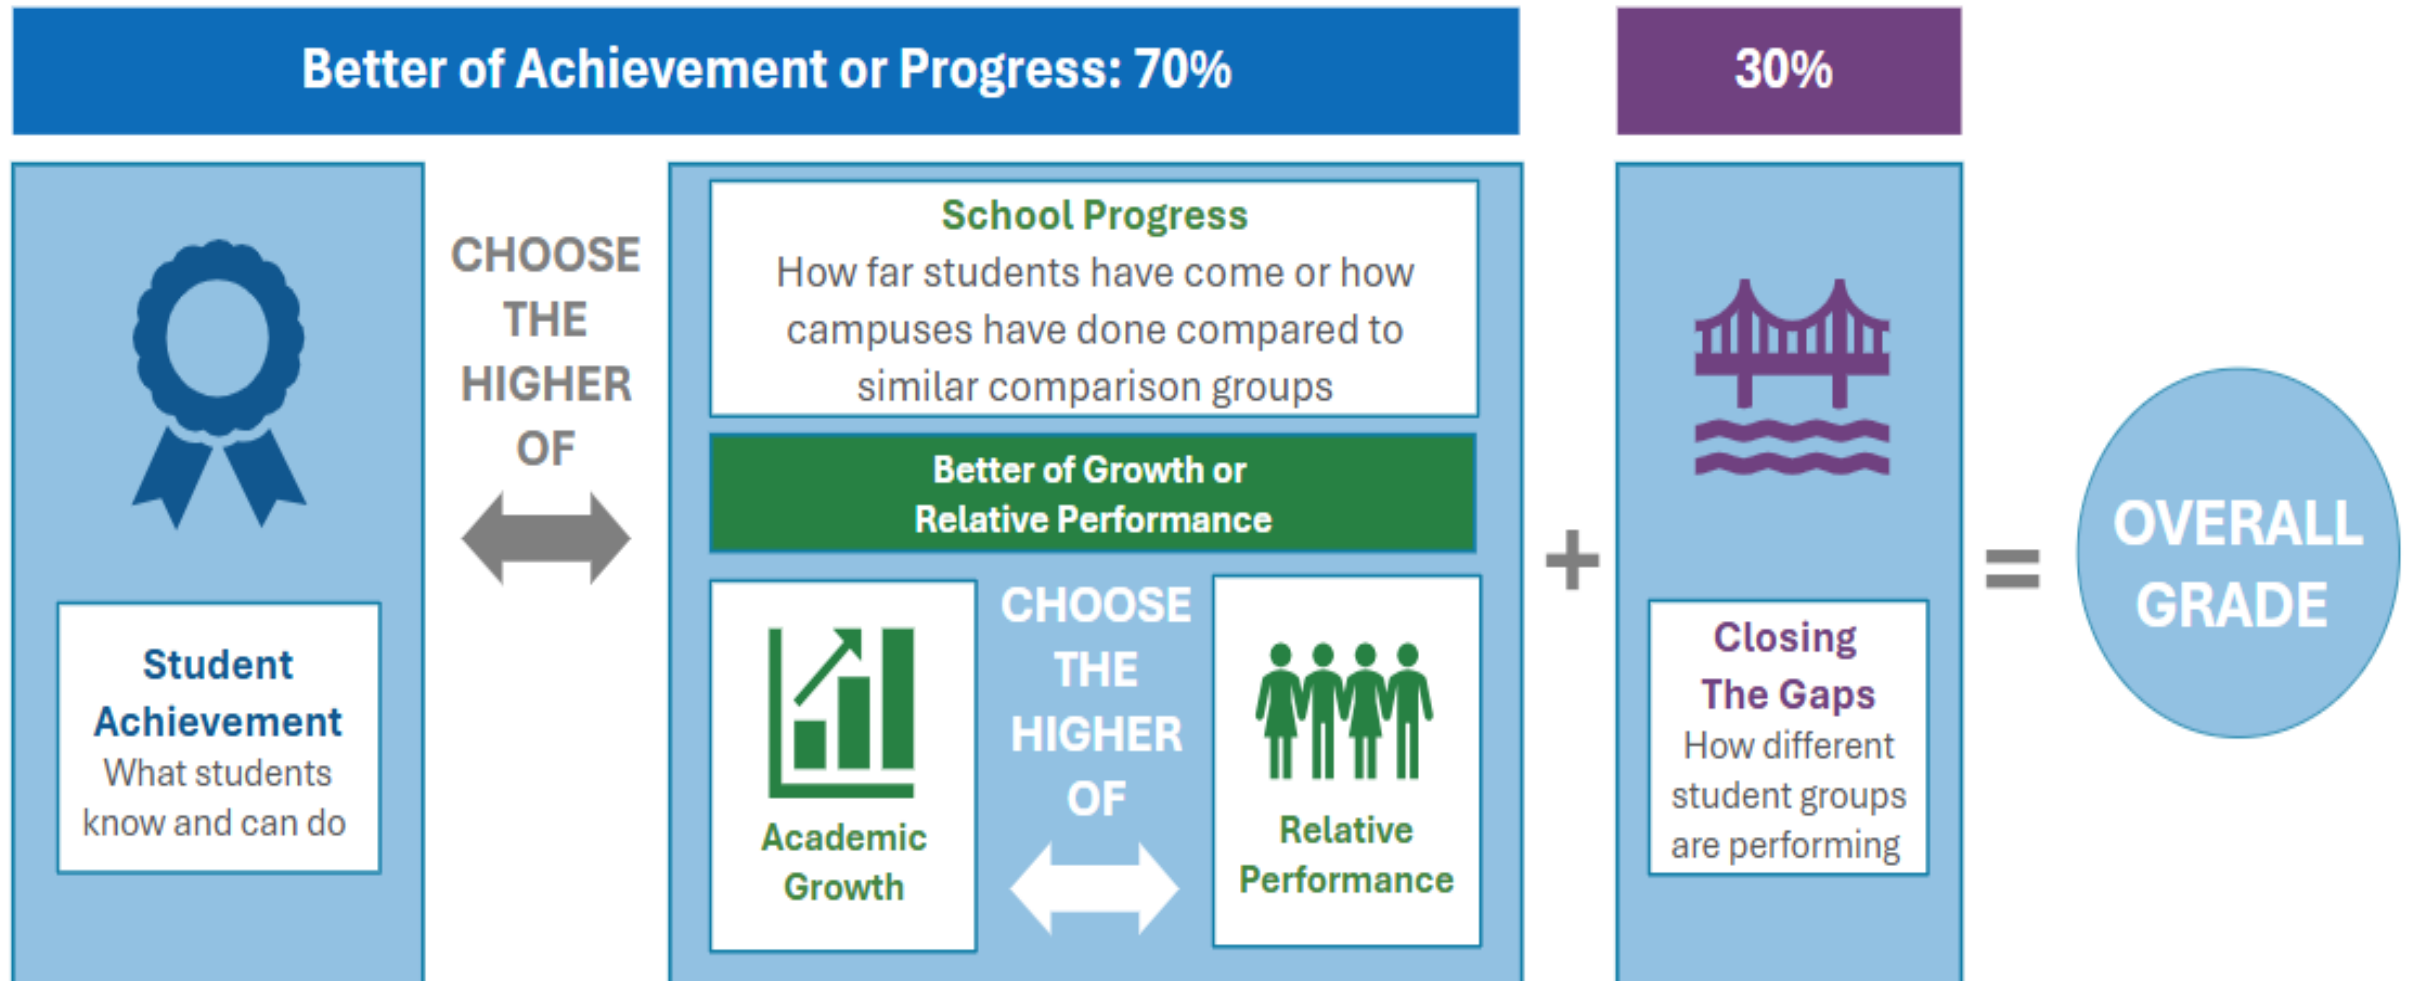 Better of Achievement or Progress: 70%
30%
Student
Achievement
What students
know and can do
CHOOSE
THE
HIGHER
OF
School Progress
How far students have come or how
campuses have done compared to
similar comparison groups
Better of Growth or
Relative Performance
Academic
Growth
CHOOSE
THE
HIGHER
OF
Relative
Performance
+
Closing
The Gaps
How different
student groups
are performing
=
OVERALL
GRADE